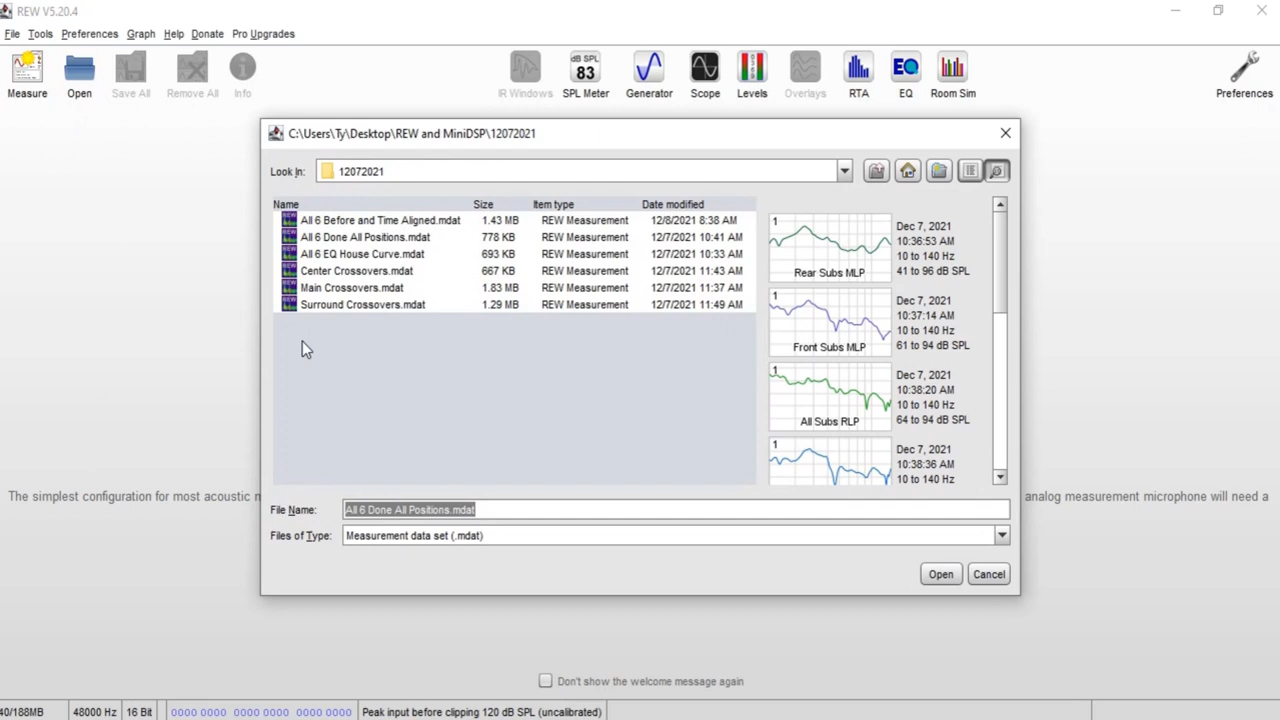 REW V5.20.4
File Tools Preferences Graph Help Donate Pro Upgrades
dB SPL
83
Measure Open Save All Remove All Info IR Windows SPL Meter Generator Scope Levels Overlays RTA EQ Room Sim Preferences
C:\Users\Ty\Desktop\REW and MiniDSP\12072021
Look In: 12072021
Name Size Item type Date modified
All 6 Before and Time Aligned.mdat 1.43 MB REW Measurement 12/8/2021 8:38 AM
All 6 Done All Positions.mdat 778 KB REW Measurement 12/7/2021 10:41 AM
All 6 EQ House Curve.mdat 693 KB REW Measurement 12/7/2021 10:33 AM
Center Crossovers.mdat 667 KB REW Measurement 12/7/2021 11:43 AM
Main Crossovers.mdat 1.83 MB REW Measurement 12/7/2021 11:37 AM
Surround Crossovers.mdat 1.29 MB REW Measurement 12/7/2021 11:49 AM
1
Rear Subs MLP
Dec 7, 2021
10:36:53 AM
10 to 140 Hz
41 to 96 dB SPL
1
Front Subs MLP
Dec 7, 2021
10:37:14 AM
10 to 140 Hz
61 to 94 dB SPL
1
All Subs RLP
Dec 7, 2021
10:38:20 AM
10 to 140 Hz
64 to 94 dB SPL
1
Dec 7, 2021
10:38:36 AM
10 to 140 Hz
The simplest configuration for most acoustic m
analog measurement microphone will need a
File Name: All 6 Done All Positions.mdat
Files of Type: Measurement data set (.mdat)
Open Cancel
Don't show the welcome message again
40/188MB 48000 Hz 16 Bit 0000 0000 0000 0000 0000 0000 Peak input before clipping 120 dB SPL (uncalibrated)